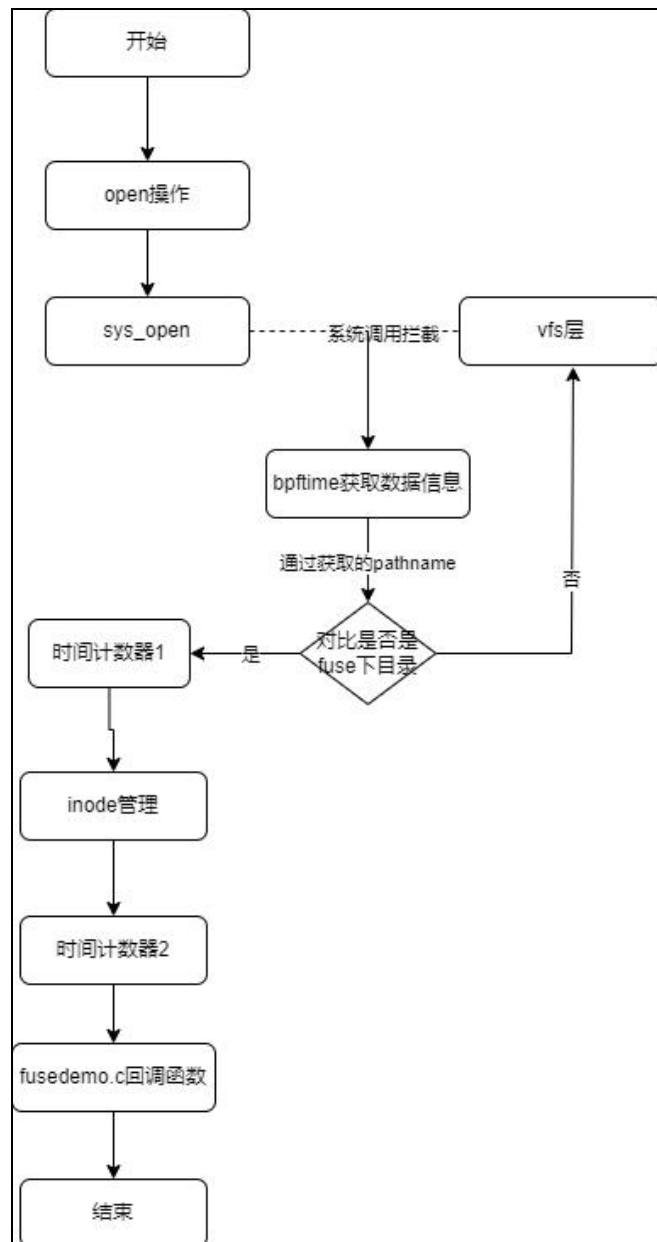 开始
open操作
sys_open
系统调用拦截
vfs层
bpftime获取数据信息
通过获取的pathname
否
对比是否是
fuse下目录
是
时间计数器1
inode管理
时间计数器2
fusedemo.c回调函数
结束